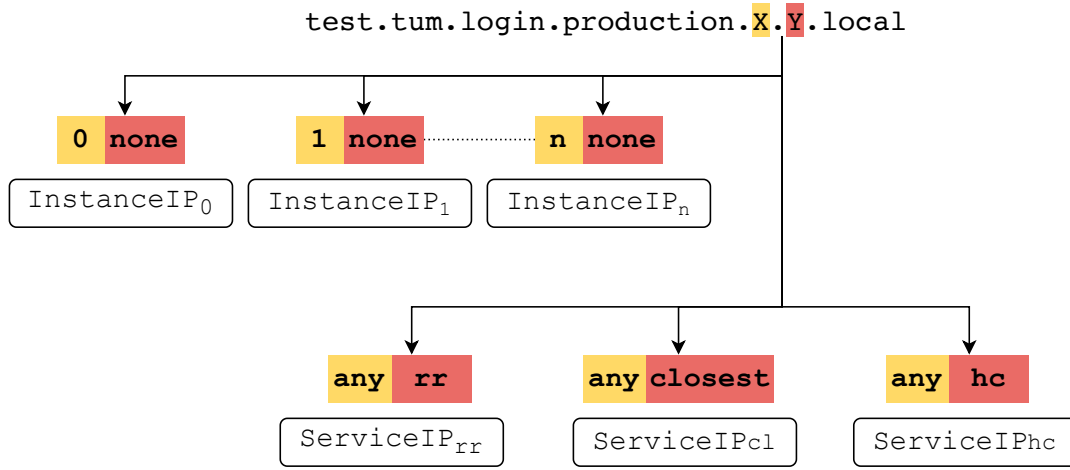 test.tum.login.production.X.Y.local
0 none 1 none n none
InstanceIP0 InstanceIP1 InstanceIPn
any rr any closest any hc
ServiceIPrr ServiceIPcl ServiceIPhc